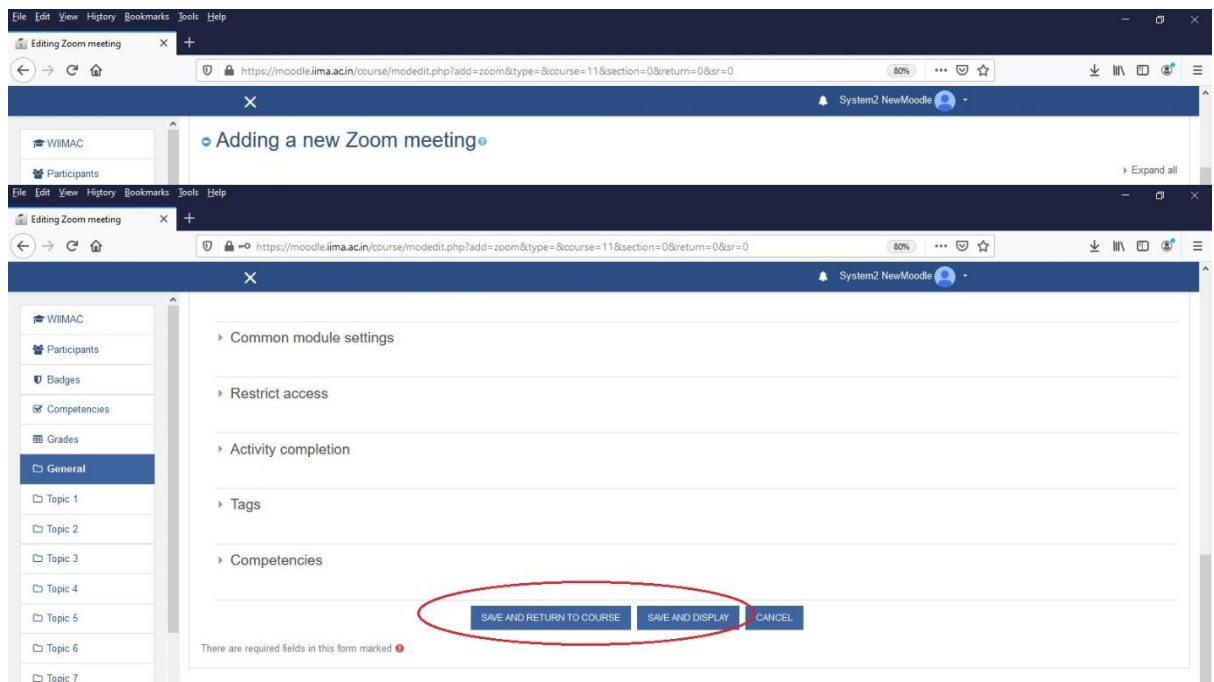 File Edit View History Bookmarks Tools Help
Editing Zoom meeting
https://moodle.iima.ac.in/course/modedit.php?add=zoom&type=&course=11&section=0&return=0&sr=0 80%
System2 NewMoodle
WIIMAC
Adding a new Zoom meeting
Participants
Expand all
File Edit View History Bookmarks Tools Help
Editing Zoom meeting
https://moodle.iima.ac.in/course/modedit.php?add=zoom&type=&course=11&section=0&return=0&sr=0 80%
System2 NewMoodle
WIIMAC
Participants
Badges
Competencies
Grades
General
Topic 1
Topic 2
Topic 3
Topic 4
Topic 5
Topic 6
Topic 7
Common module settings
Restrict access
Activity completion
Tags
Competencies
SAVE AND RETURN TO COURSE SAVE AND DISPLAY CANCEL
There are required fields in this form marked .